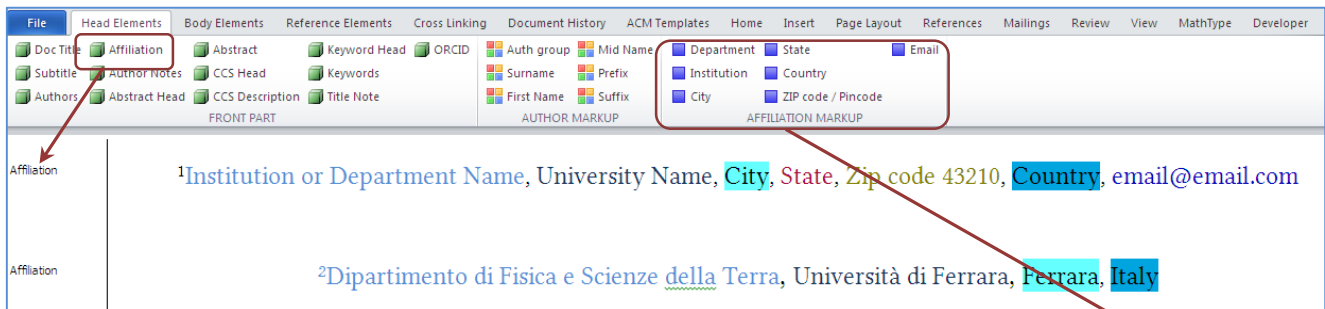 File Head Elements Body Elements Reference Elements Cross Linking Document History ACM Templates Home Insert Page Layout References Mailings Review View MathType Developer
Doc Title Affiliation Abstract Keyword Head ORCID Auth group Mid Name Department State Email
Subtitle Author Notes CCS Head Keywords Surname Prefix Institution Country
Authors Abstract Head CCS Description Title Note First Name Suffix City ZIP code / Pincode
FRONT PART AUTHOR MARKUP AFFILIATION MARKUP
Affiliation ¹Institution or Department Name, University Name, City, State, Zip code 43210, Country, email@email.com
Affiliation ²Dipartimento di Fisica e Scienze della Terra, Università di Ferrara, Ferrara, Italy